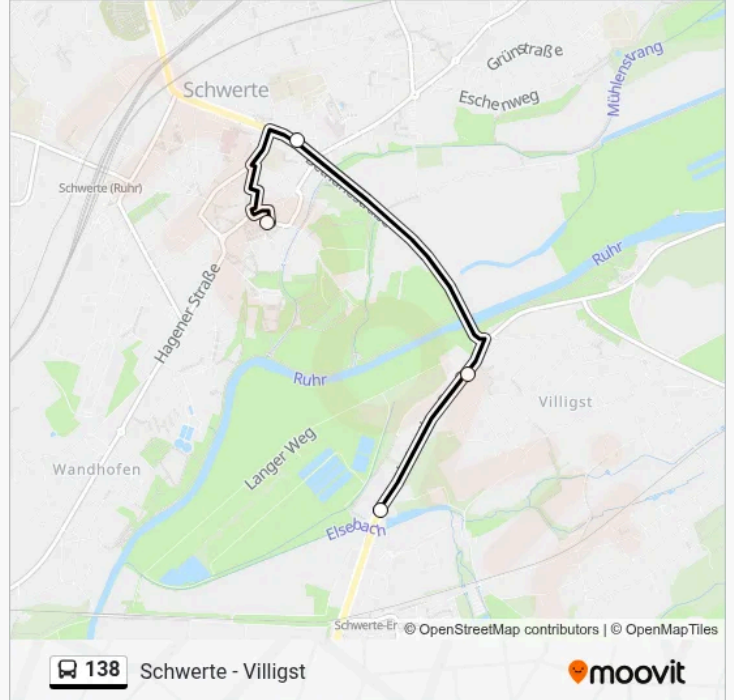 Grünstraße
Mühlenstrang
Schwerte
Eschenweg
Schwerte (Ruhr)
Ruhr
Hagener Straße
Ruhr
Villigst
Langer Weg
Wandhofen
Elsebach
Schwerte-Er
© OpenStreetMap contributors | © OpenMapTiles
138 Schwerte - Villigst
moovit